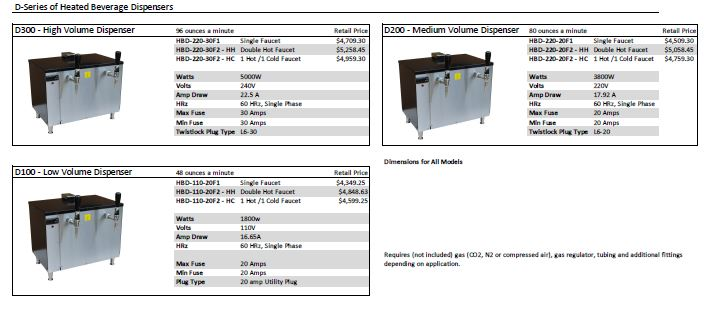 D-Series of Heated Beverage Dispensers
D300 - High Volume Dispenser 96 ounces a minute Retail Price
HBD-220-30F1 Single Faucet $4,709.30
HBD-220-30F2 - HH Double Hot Faucet $5,258.45
HBD-220-30F2 - HC 1 Hot /1 Cold Faucet $4,959.30
Watts 5000W
Volts 240V
Amp Draw 22.5 A
HRz 60 HRz, Single Phase
Max Fuse 30 Amps
Min Fuse 30 Amps
Twistlock Plug Type L6-30
D200 - Medium Volume Dispenser 80 ounces a minute Retail Price
HBD-220-20F1 Single Faucet $4,509.30
HBD-220-20F2 - HH Double Hot Faucet $5,058.45
HBD-220-20F2 - HC 1 Hot /1 Cold Faucet $4,759.30
Watts 3800W
Volts 220V
Amp Draw 17.92 A
HRz 60 HRz, Single Phase
Max Fuse 20 Amps
Min Fuse 20 Amps
Twistlock Plug Type L6-20
D100 - Low Volume Dispenser 48 ounces a minute Retail Price
HBD-110-20F1 Single Faucet $4,349.25
HBD-110-20F2 - HH Double Hot Faucet $4,848.63
HBD-110-20F2 - HC 1 Hot /1 Cold Faucet $4,599.25
Watts 1800w
Volts 110V
Amp Draw 16.65A
HRz 60 HRz, Single Phase
Max Fuse 20 Amps
Min Fuse 20 Amps
Plug Type 20 amp Utility Plug
Dimensions for All Models
Requires (not included) gas (CO2, N2 or compressed air), gas regulator, tubing and additional fittings
depending on application.